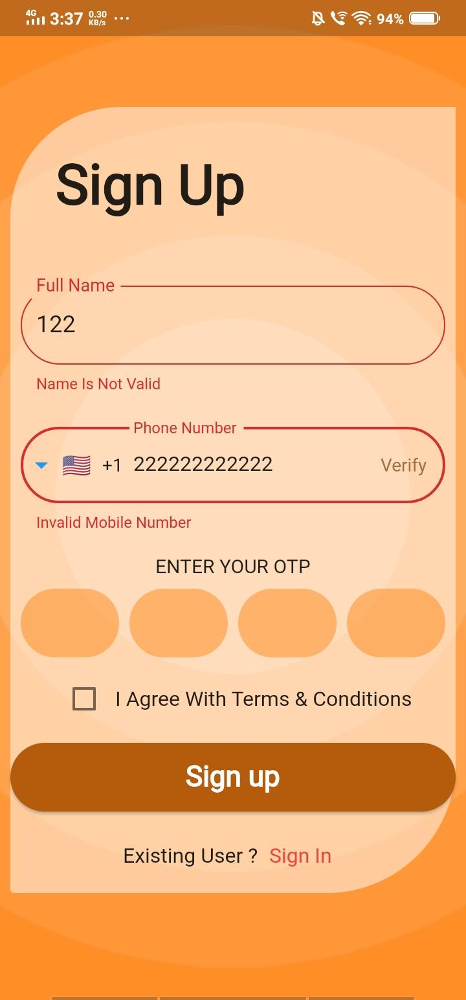 4G 3:37 0.30 KB/s ... 94%
Sign Up
Full Name
122
Name Is Not Valid
Phone Number
+1 222222222222 Verify
Invalid Mobile Number
ENTER YOUR OTP
I Agree With Terms & Conditions
Sign up
Existing User ? Sign In